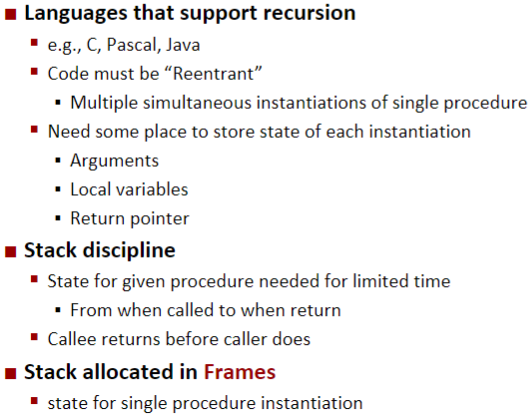 Languages that support recursion
e.g., C, Pascal, Java
Code must be “Reentrant”
Multiple simultaneous instantiations of single procedure
Need some place to store state of each instantiation
Arguments
Local variables
Return pointer
Stack discipline
State for given procedure needed for limited time
From when called to when return
Callee returns before caller does
Stack allocated in Frames
state for single procedure instantiation